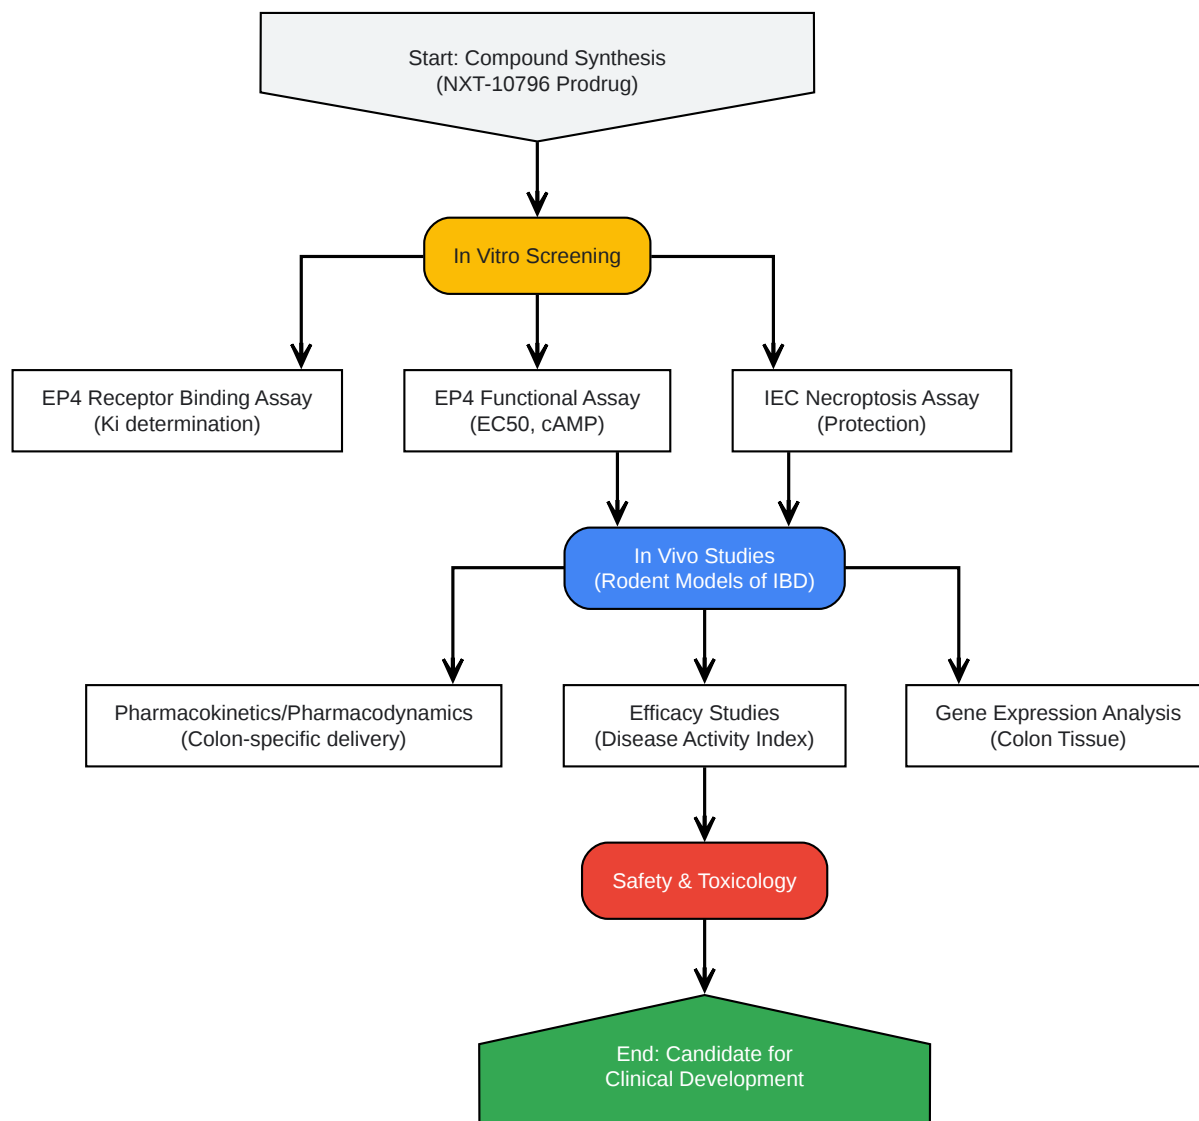 Start: Compound Synthesis
(NXT-10796 Prodrug)
In Vitro Screening
EP4 Receptor Binding Assay
(Ki determination)
EP4 Functional Assay
(EC50, cAMP)
IEC Necroptosis Assay
(Protection)
In Vivo Studies
(Rodent Models of IBD)
Pharmacokinetics/Pharmacodynamics
(Colon-specific delivery)
Efficacy Studies
(Disease Activity Index)
Gene Expression Analysis
(Colon Tissue)
Safety & Toxicology
End: Candidate for
Clinical Development